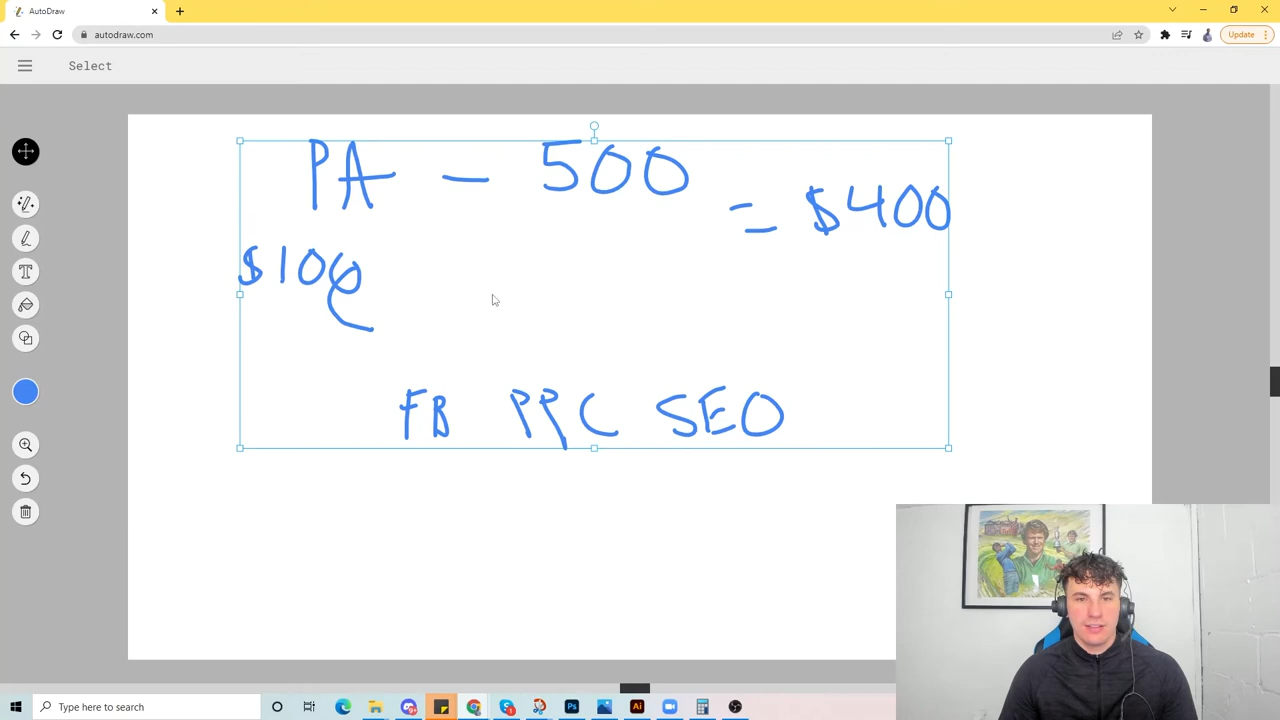 AutoDraw
autodraw.com
Update
Select
PA - 500
= $400
$100
FB PPC SEO
Type here to search